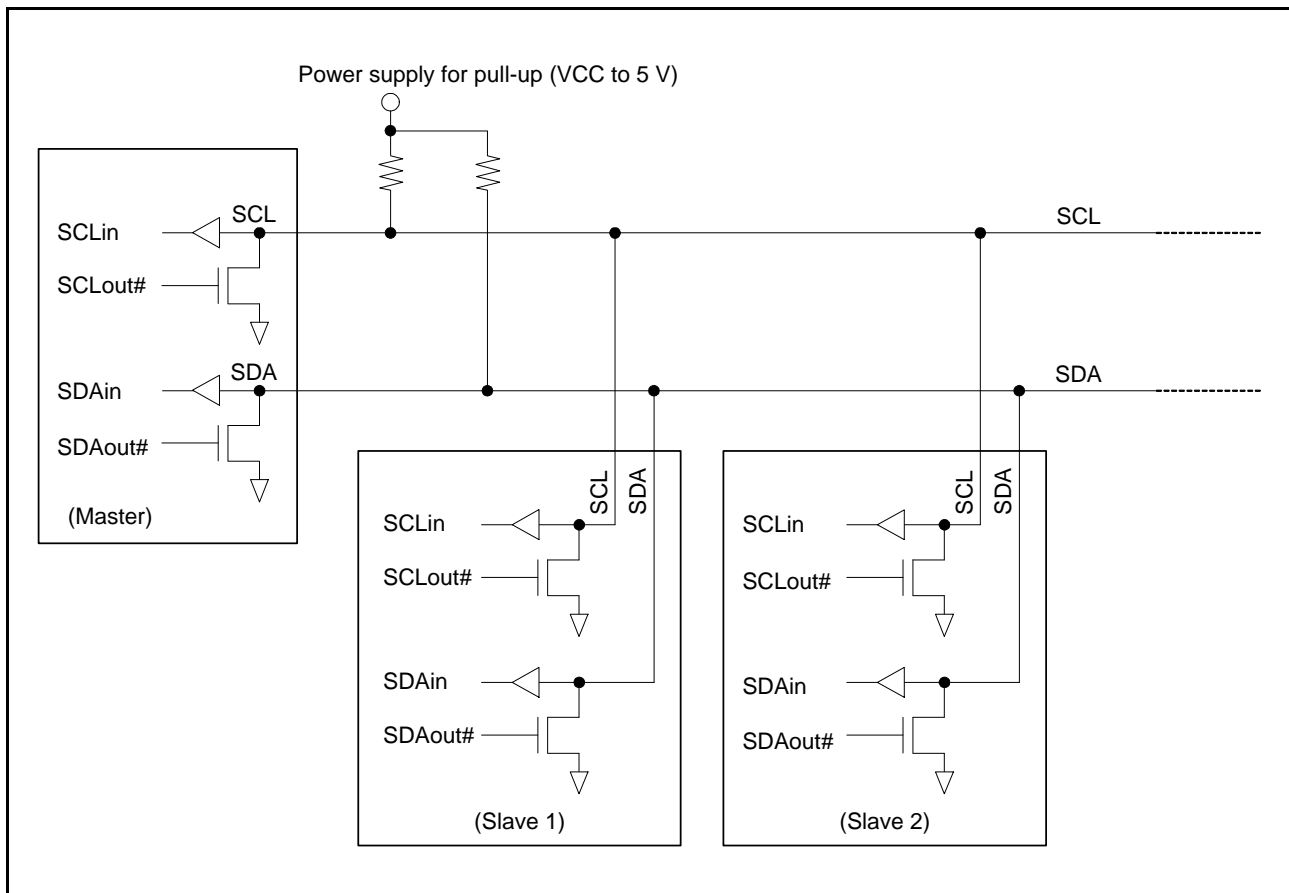 Power supply for pull-up (VCC to 5 V)
SCL
SCL
SCLin
SCLout#
SDA
SDA
SDAin
SDAout#
(Master)
SCL
SDA
SCLin
SCLout#
SDAin
SDAout#
(Slave 1)
SCL
SDA
SCLin
SCLout#
SDAin
SDAout#
(Slave 2)